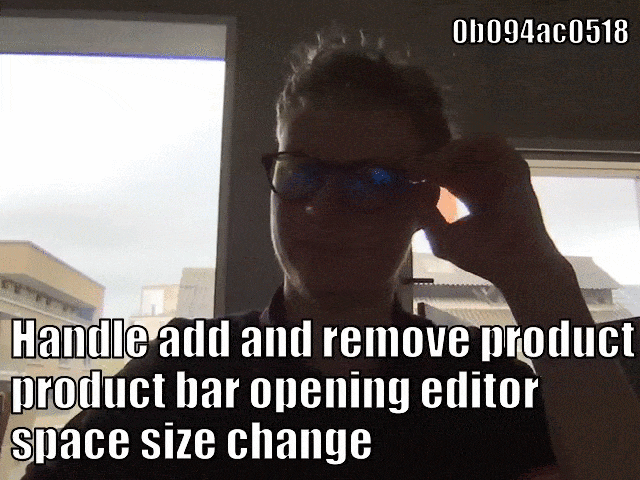 0b094ac0518
Handle add and remove product
product bar opening editor
space size change